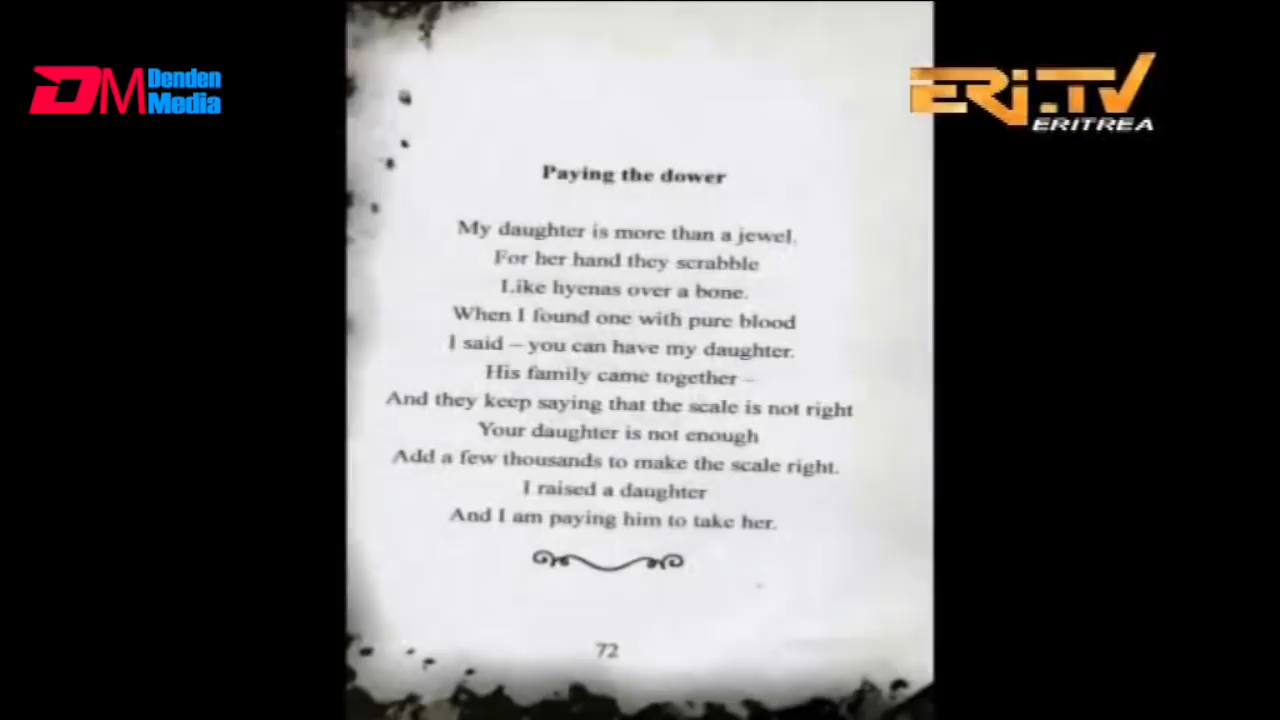 DM Denden Media
ERi.TV
ERITREA
Paying the dower
My daughter is more than a jewel.
For her hand they scrabble
Like hyenas over a bone.
When I found one with pure blood
I said – you can have my daughter.
His family came together –
And they keep saying that the scale is not right
Your daughter is not enough
Add a few thousands to make the scale right.
I raised a daughter
And I am paying him to take her.
72